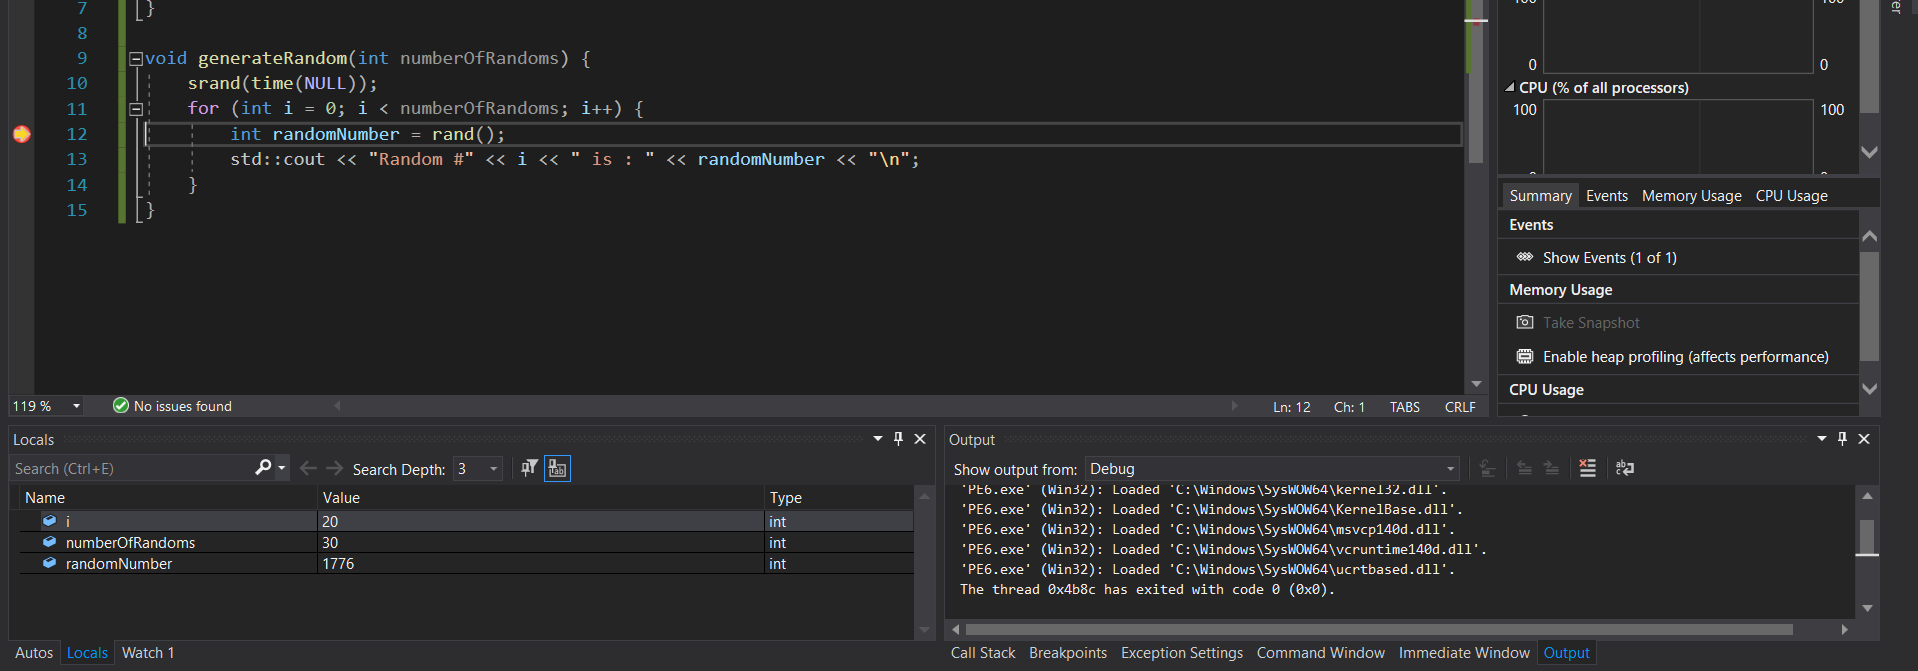 7 }
8
9 void generateRandom(int numberOfRandoms) {
10 srand(time(NULL));
11 for (int i = 0; i < numberOfRandoms; i++) {
12 int randomNumber = rand();
13 std::cout << "Random #" << i << " is : " << randomNumber << "\n";
14 }
15 }
119 % No issues found Ln: 12 Ch: 1 TABS CRLF
100 100
0 0
CPU (% of all processors)
100 100
Summary Events Memory Usage CPU Usage
Events
Show Events (1 of 1)
Memory Usage
Take Snapshot
Enable heap profiling (affects performance)
CPU Usage
Locals
Search (Ctrl+E) Search Depth: 3
Name Value Type
i 20 int
numberOfRandoms 30 int
randomNumber 1776 int
Autos Locals Watch 1
Output
Show output from: Debug
'PE6.exe' (Win32): Loaded 'C:\Windows\SysWOW64\kernel32.dll'.
'PE6.exe' (Win32): Loaded 'C:\Windows\SysWOW64\KernelBase.dll'.
'PE6.exe' (Win32): Loaded 'C:\Windows\SysWOW64\msvcp140d.dll'.
'PE6.exe' (Win32): Loaded 'C:\Windows\SysWOW64\vcruntime140d.dll'.
'PE6.exe' (Win32): Loaded 'C:\Windows\SysWOW64\ucrtbased.dll'.
The thread 0x4b8c has exited with code 0 (0x0).
Call Stack Breakpoints Exception Settings Command Window Immediate Window Output